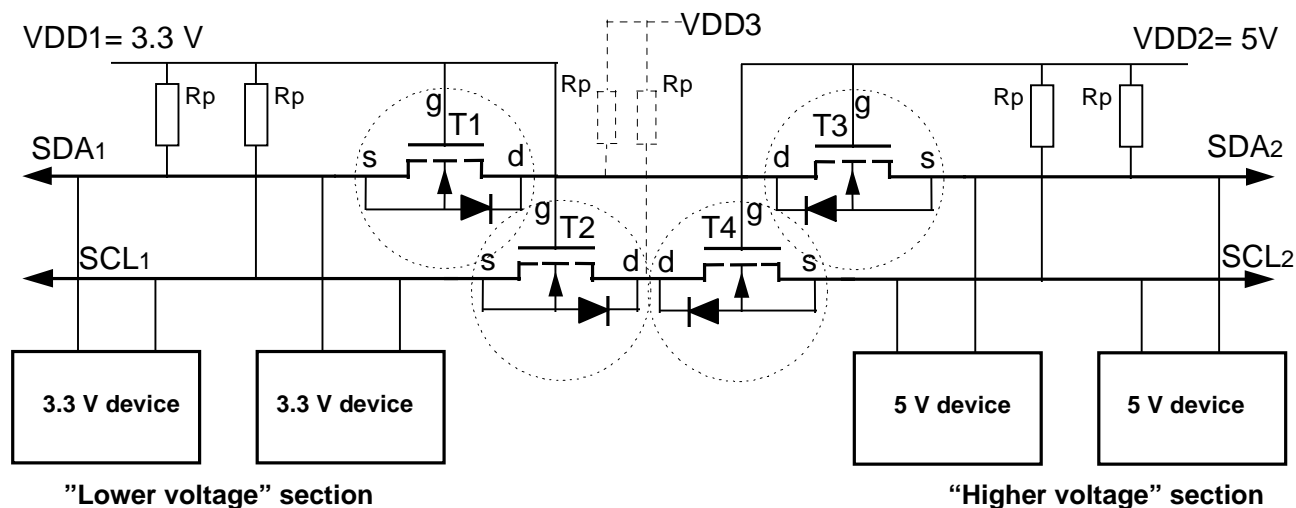 VDD1= 3.3 V
VDD3
VDD2= 5V
Rp
Rp
Rp
Rp
Rp
Rp
g
T1
g
T3
SDA1
s
d
d
s
SDA2
g
T2
g
T4
SCL1
s
d
d
s
SCL2
3.3 V device
3.3 V device
5 V device
5 V device
”Lower voltage” section
“Higher voltage” section